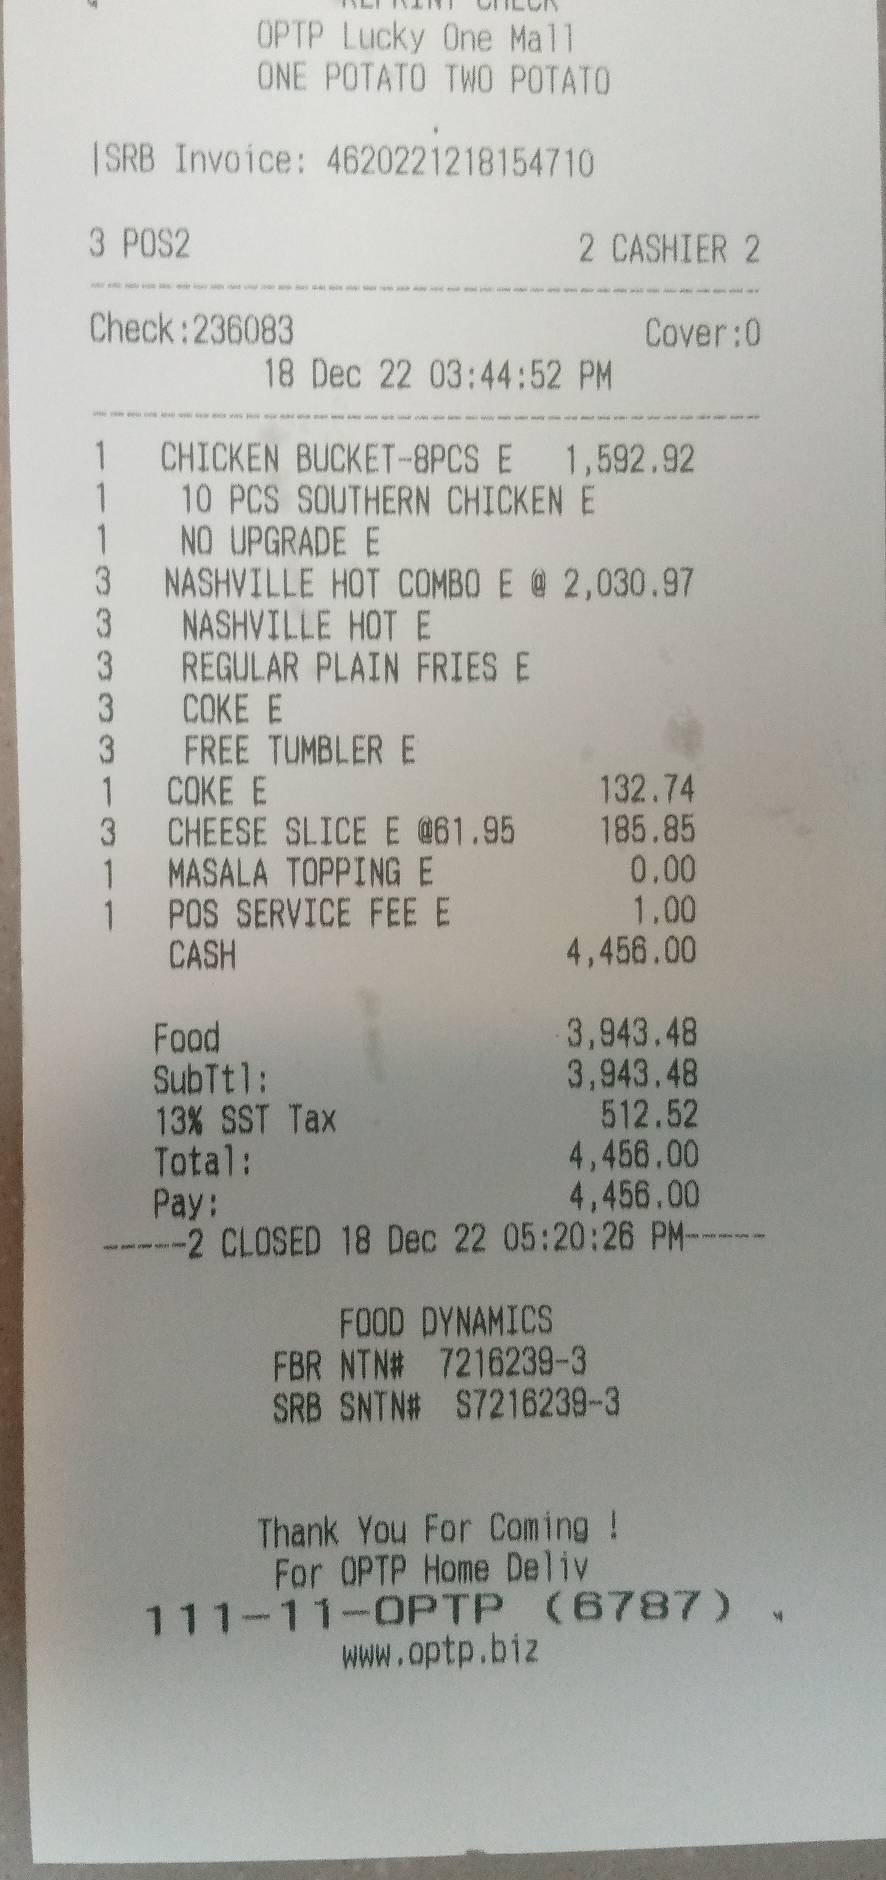 REPRINT CHECK
OPTP Lucky One Mall
ONE POTATO TWO POTATO
|SRB Invoice: 4620221218154710
3 POS2 2 CASHIER 2
Check:236083 Cover:0
18 Dec 22 03:44:52 PM
1 CHICKEN BUCKET-8PCS E 1,592.92
1 10 PCS SOUTHERN CHICKEN E
1 NO UPGRADE E
3 NASHVILLE HOT COMBO E @ 2,030.97
3 NASHVILLE HOT E
3 REGULAR PLAIN FRIES E
3 COKE E
3 FREE TUMBLER E
1 COKE E 132.74
3 CHEESE SLICE E @61.95 185.85
1 MASALA TOPPING E 0.00
1 POS SERVICE FEE E 1.00
CASH 4,456.00
Food 3,943.48
SubTtl: 3,943.48
13% SST Tax 512.52
Total: 4,456.00
Pay: 4,456.00
-----2 CLOSED 18 Dec 22 05:20:26 PM-----
FOOD DYNAMICS
FBR NTN# 7216239-3
SRB SNTN# S7216239-3
Thank You For Coming !
For OPTP Home Deliv
111-11-OPTP (6787)
www.optp.biz